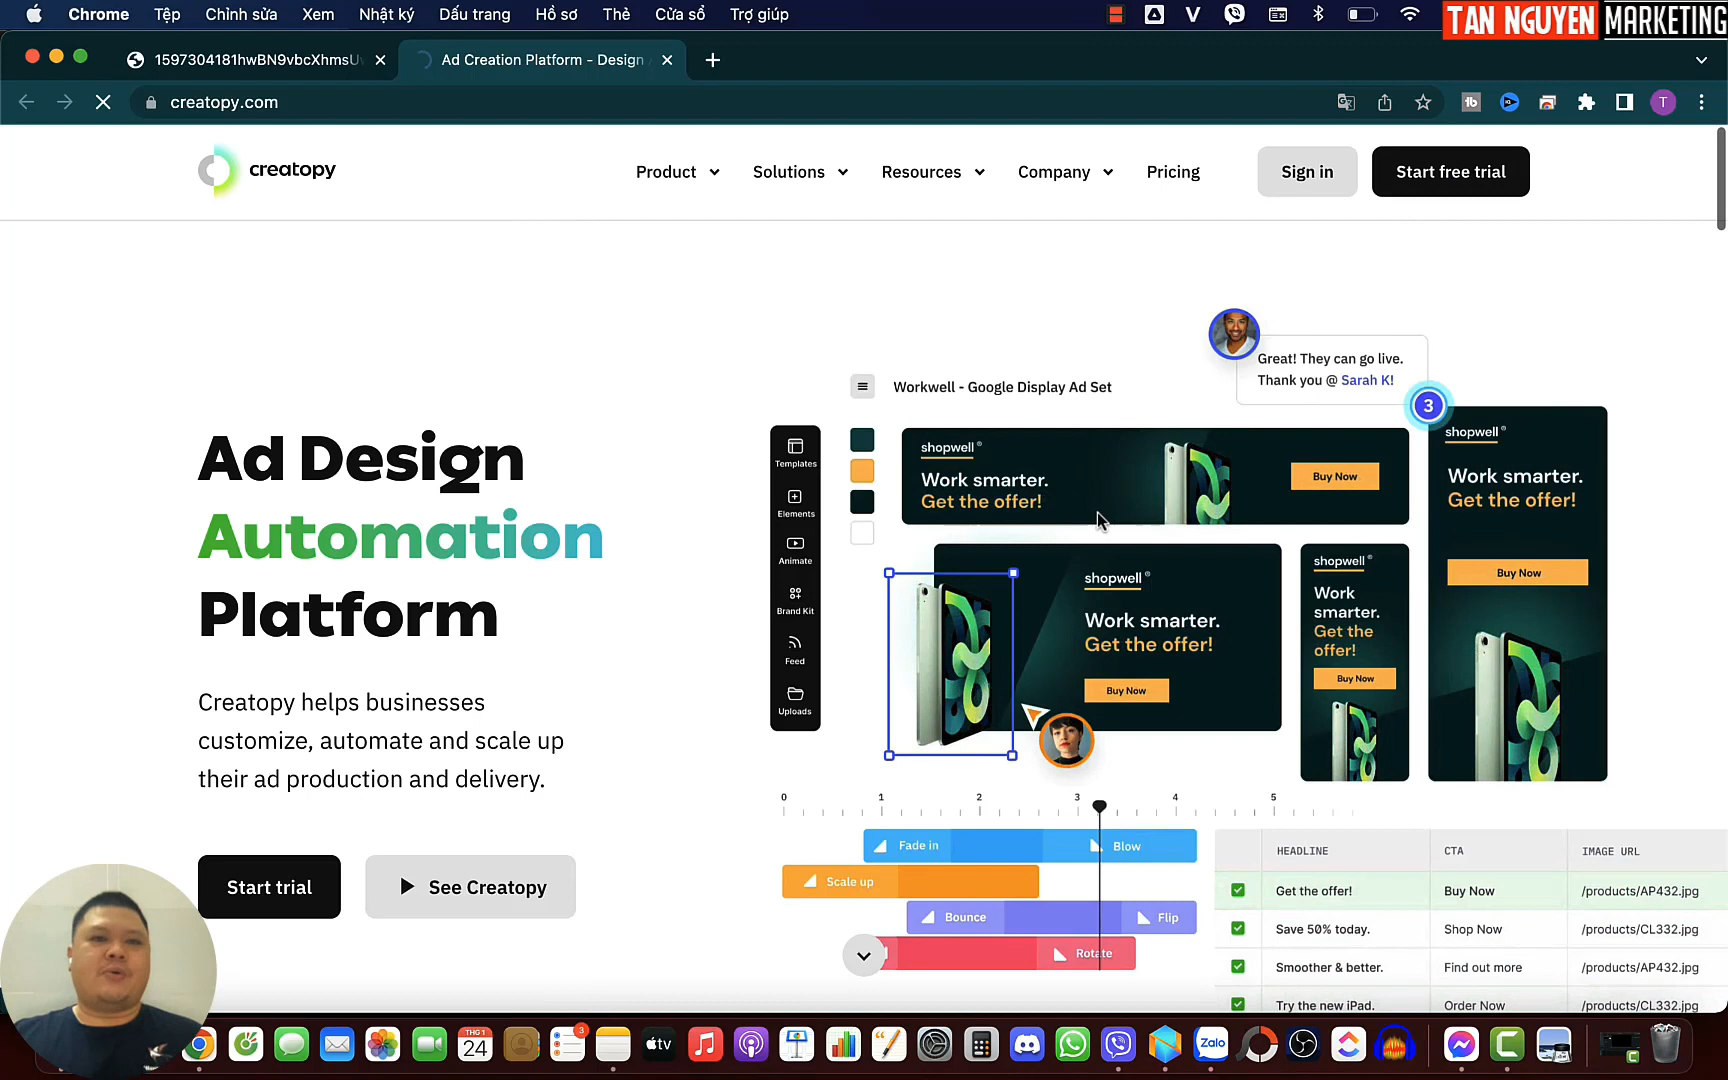 Chrome Tệp Chỉnh sửa Xem Nhật ký Dấu trang Hồ sơ Thẻ Cửa sổ Trợ giúp
TAN NGUYEN MARKETING
1597304181hwBN9vbcXhmsU
Ad Creation Platform - Design
creatopy.com
T
creatopy
Product Solutions Resources Company Pricing Sign in Start free trial
Great! They can go live.
Thank you @ Sarah K!
3
Workwell - Google Display Ad Set
Ad Design
Automation
Platform
Creatopy helps businesses
customize, automate and scale up
their ad production and delivery.
Start trial
See Creatopy
Templates
Elements
Animate
Brand Kit
Feed
Uploads
shopwell
Work smarter.
Get the offer!
Buy Now
shopwell
Work smarter.
Get the offer!
Buy Now
shopwell
Work
smarter.
Get the
offer!
Buy Now
shopwell
Work smarter.
Get the offer!
Buy Now
0 1 2 3 4 5
Fade in Blow
Scale up
Bounce Flip
Rotate
HEADLINE CTA IMAGE URL
Get the offer! Buy Now /products/AP432.jpg
Save 50% today. Shop Now /products/CL332.jpg
Smoother & better. Find out more /products/AP432.jpg
Try the new iPad. Order Now /products/CL332.jpg
THG 1
24
3
tv
Zalo